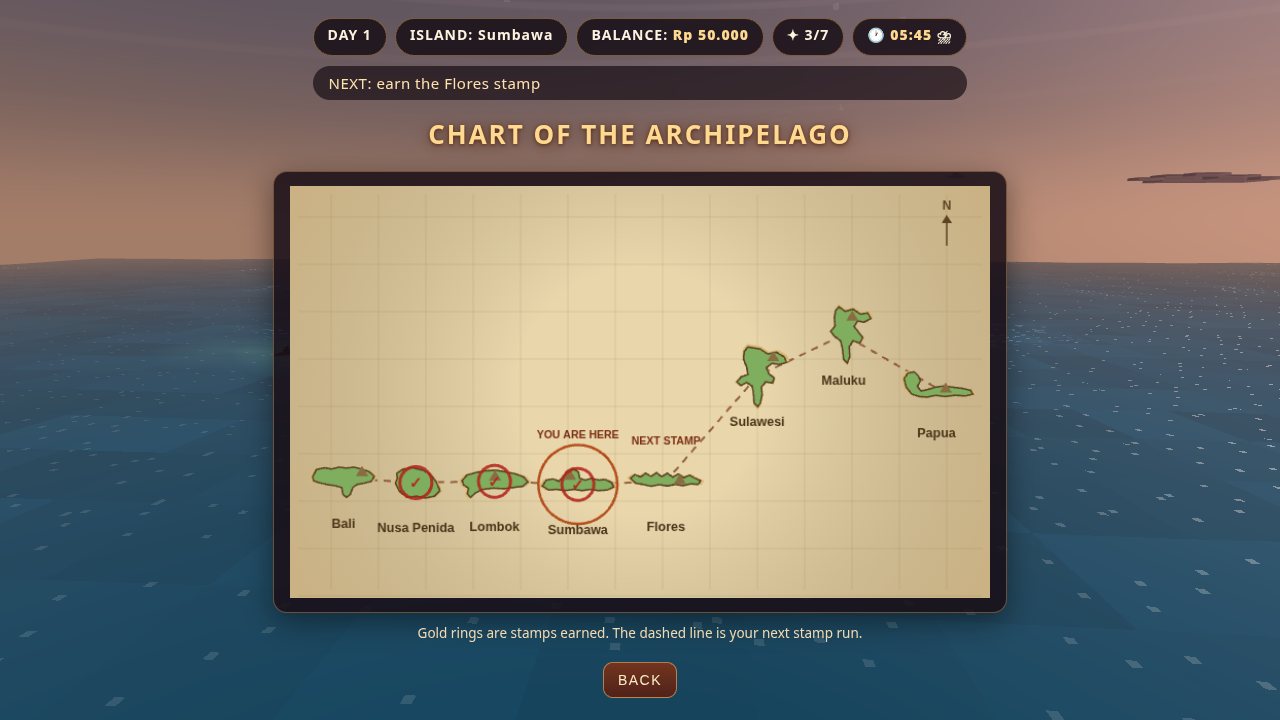 DAY 1
ISLAND: Sumbawa
BALANCE: Rp 50.000
✦ 3/7
🕐 05:45 ⛈
NEXT: earn the Flores stamp
CHART OF THE ARCHIPELAGO
N
Maluku
Sulawesi
Papua
YOU ARE HERE
NEXT STAMP
Bali
Nusa Penida
Lombok
Sumbawa
Flores
Gold rings are stamps earned. The dashed line is your next stamp run.
BACK